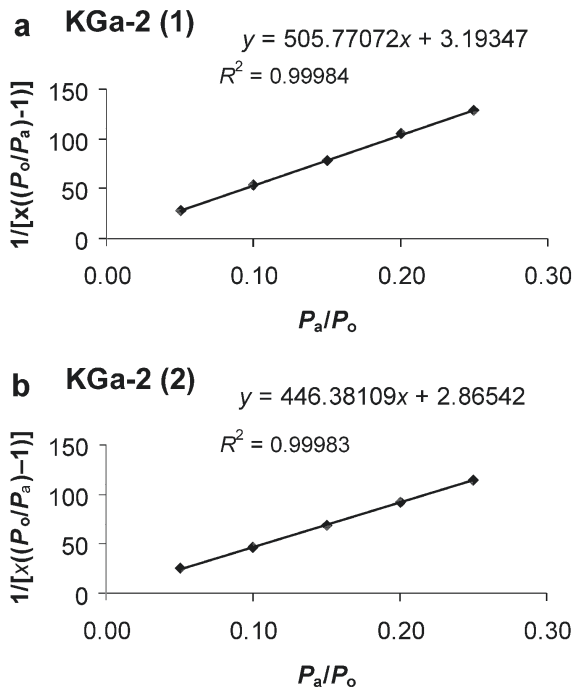 a KGa-2 (1)
y = 505.77072x + 3.19347
R² = 0.99984
1/[x((Po/Pa)-1)]
150
100
50
0
0.00 0.10 0.20 0.30
Pa/Po
b KGa-2 (2)
y = 446.38109x + 2.86542
R² = 0.99983
1/[x((Po/Pa)–1)]
150
100
50
0
0.00 0.10 0.20 0.30
Pa/Po